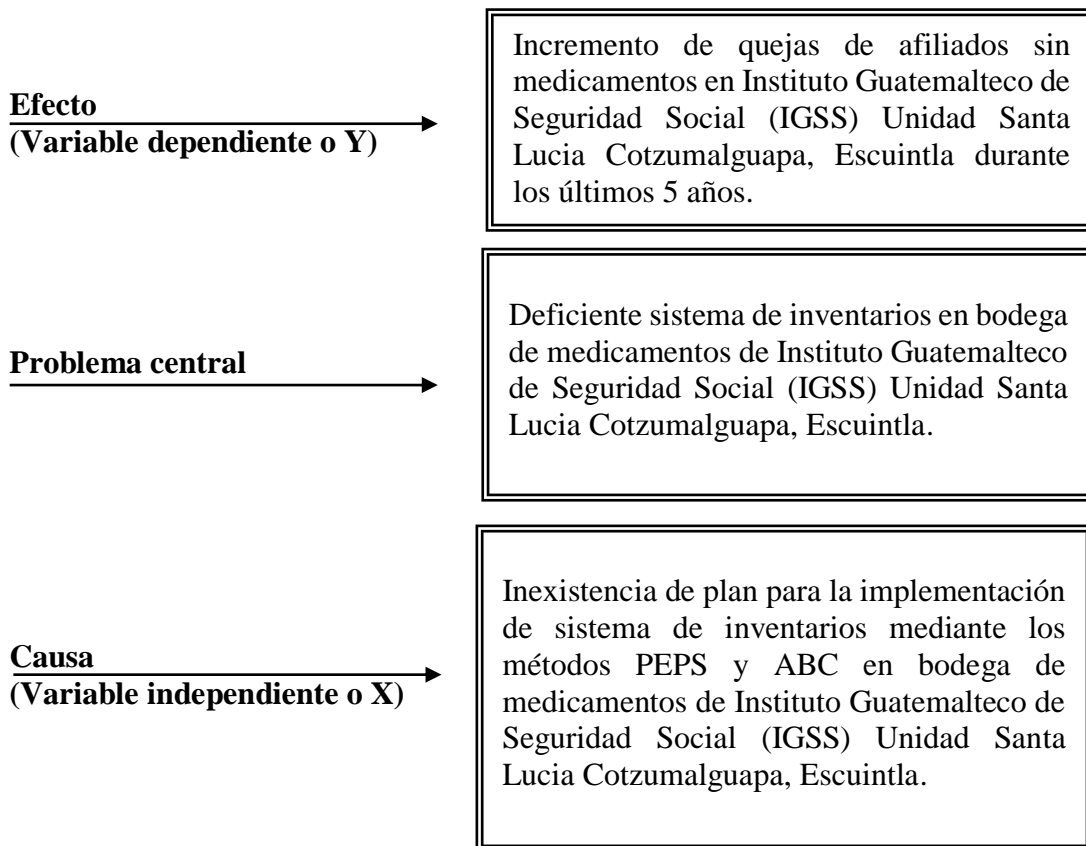 Efecto
(Variable dependiente o Y)
Incremento de quejas de afiliados sin
medicamentos en Instituto Guatemalteco de
Seguridad Social (IGSS) Unidad Santa
Lucia Cotzumalguapa, Escuintla durante
los últimos 5 años.
Problema central
Deficiente sistema de inventarios en bodega
de medicamentos de Instituto Guatemalteco
de Seguridad Social (IGSS) Unidad Santa
Lucia Cotzumalguapa, Escuintla.
Causa
(Variable independiente o X)
Inexistencia de plan para la implementación
de sistema de inventarios mediante los
métodos PEPS y ABC en bodega de
medicamentos de Instituto Guatemalteco de
Seguridad Social (IGSS) Unidad Santa
Lucia Cotzumalguapa, Escuintla.